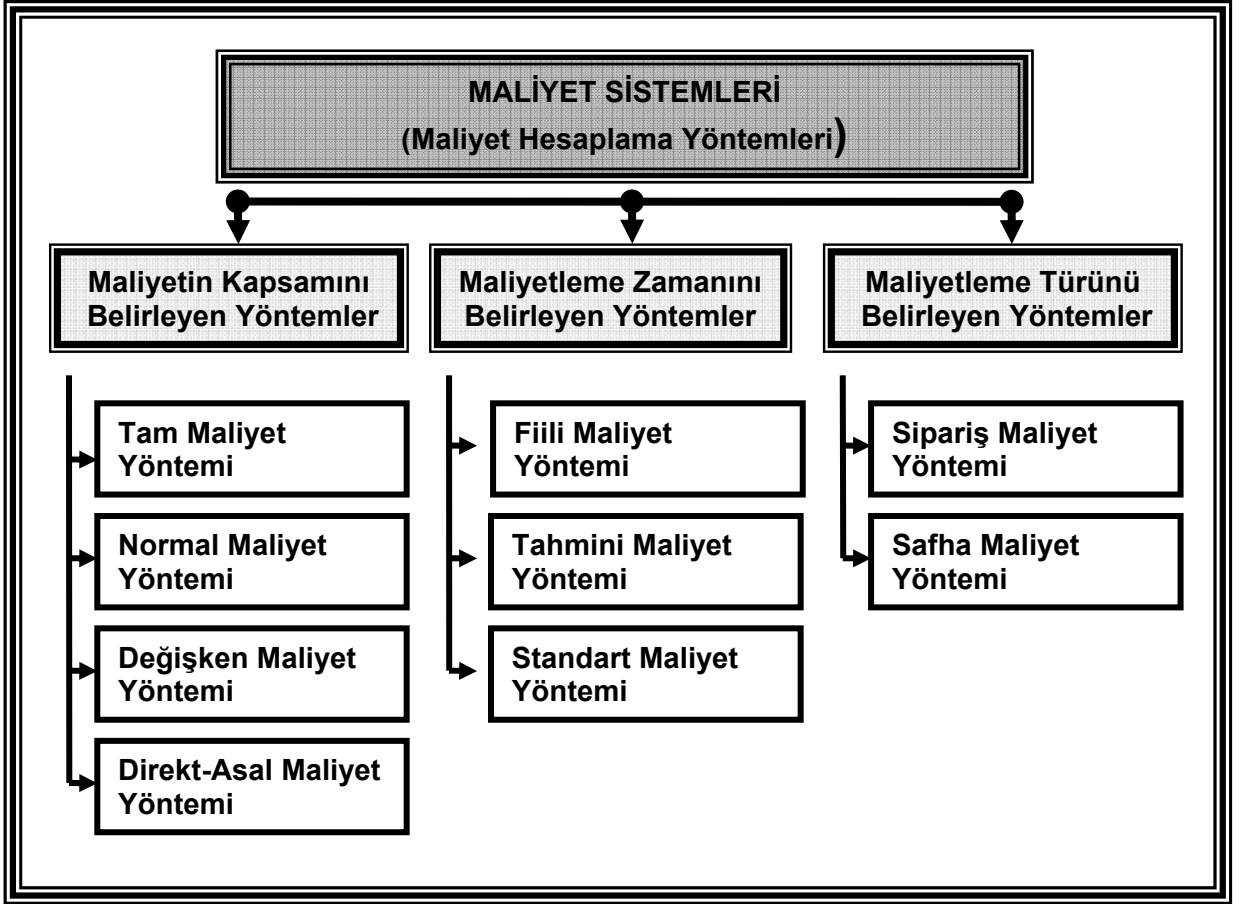 MALİYET SİSTEMLERİ
(Maliyet Hesaplama Yöntemleri)
Maliyetin Kapsamını
Belirleyen Yöntemler
Maliyetleme Zamanını
Belirleyen Yöntemler
Maliyetleme Türünü
Belirleyen Yöntemler
Tam Maliyet
Yöntemi
Normal Maliyet
Yöntemi
Değişken Maliyet
Yöntemi
Direkt-Asal Maliyet
Yöntemi
Fiili Maliyet
Yöntemi
Tahmini Maliyet
Yöntemi
Standart Maliyet
Yöntemi
Sipariş Maliyet
Yöntemi
Safha Maliyet
Yöntemi